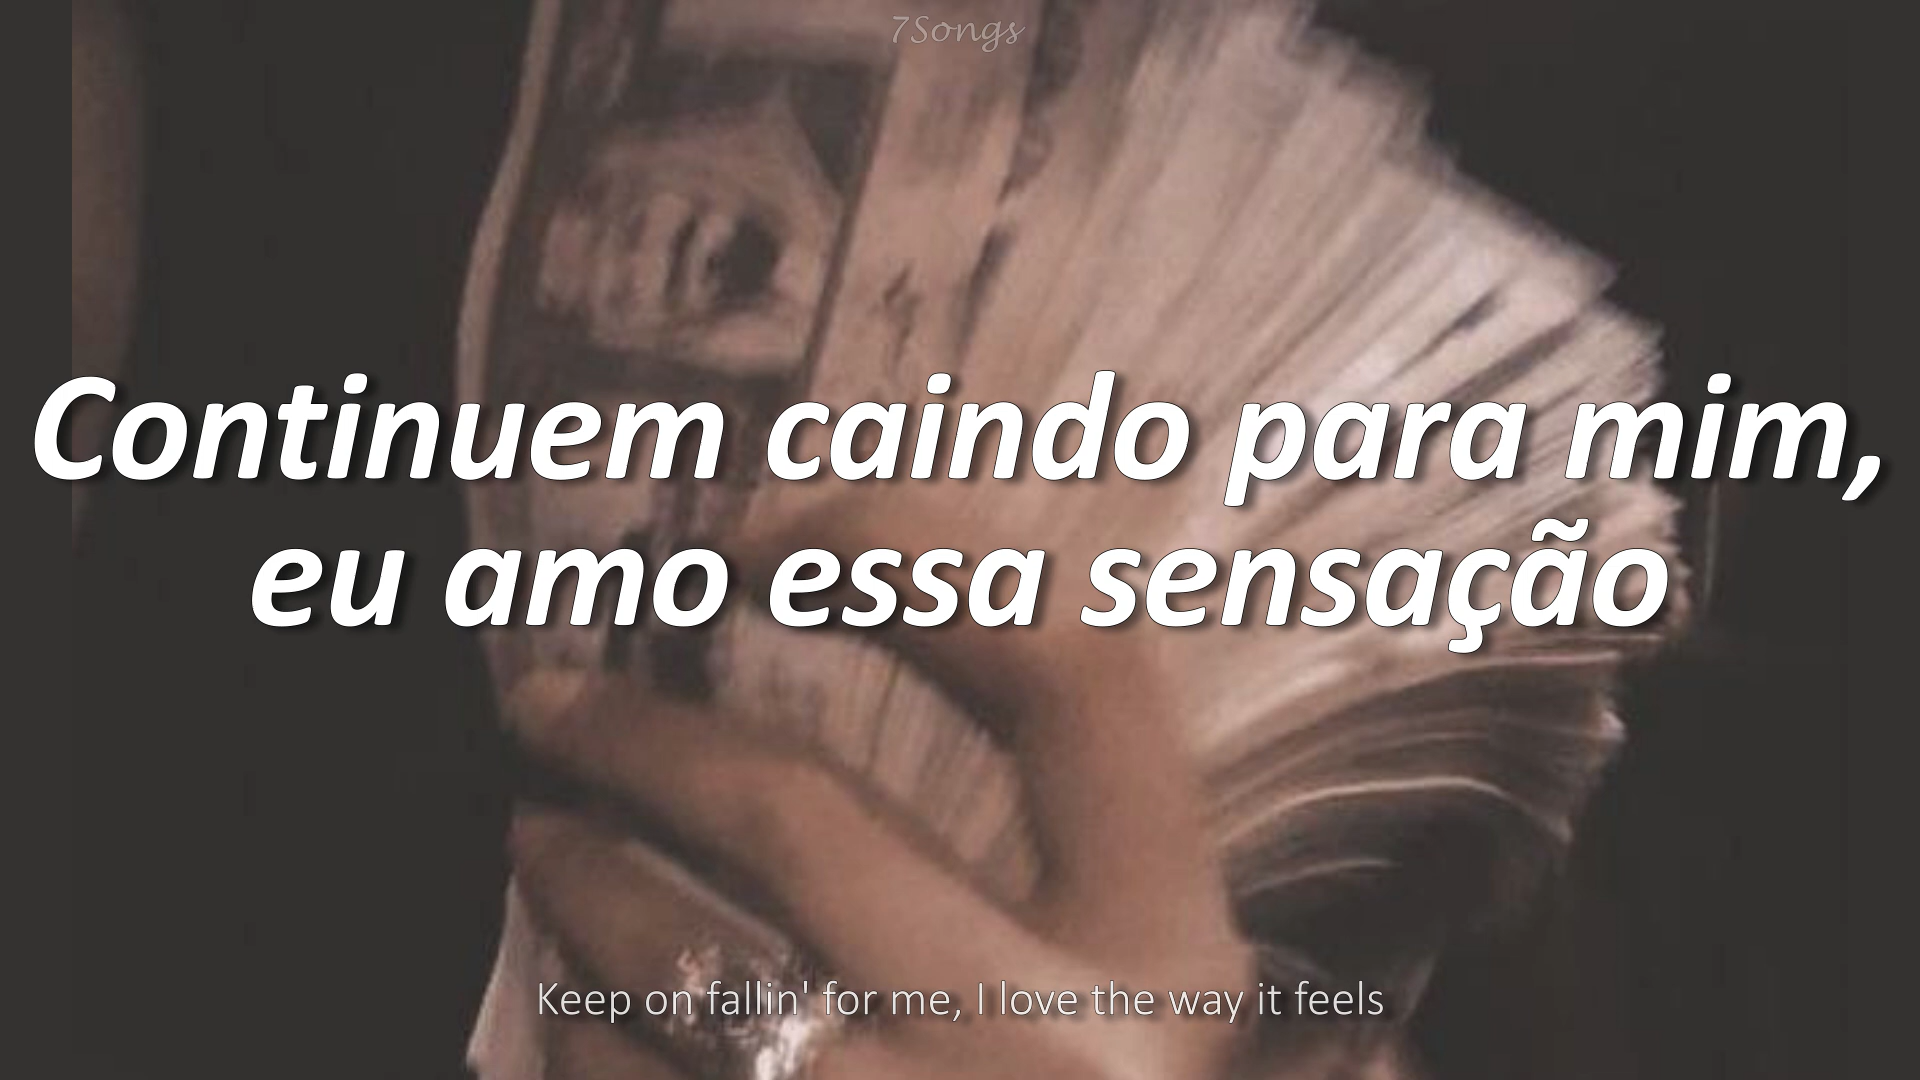 7Songs
Continuem caindo para mim,
eu amo essa sensação
Keep on fallin' for me, I love the way it feels